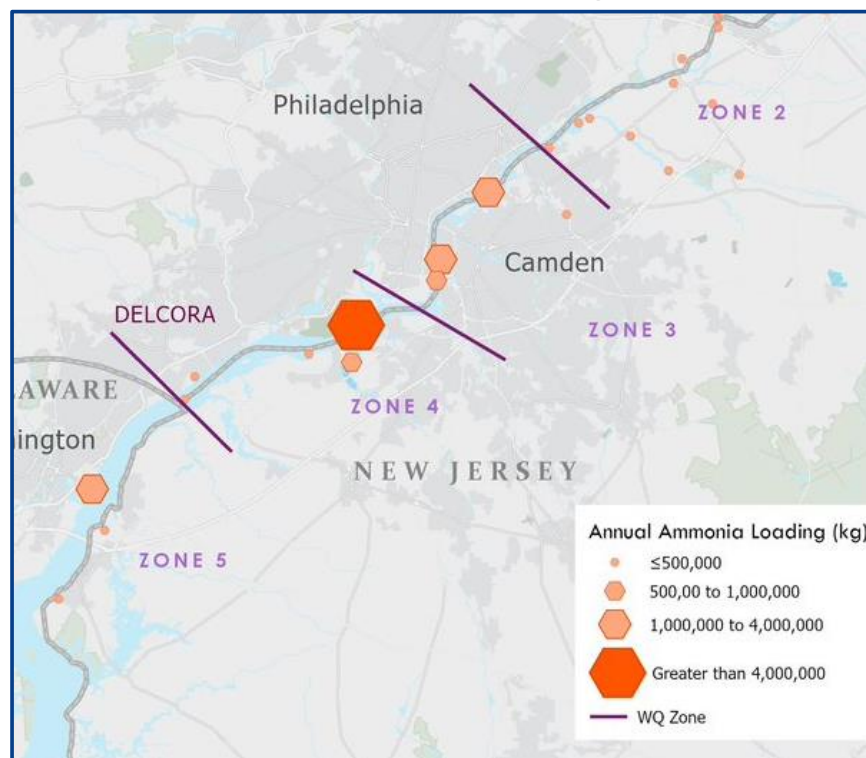 Philadelphia
ZONE 2
Camden
DELCORA
ZONE 3
LAWARE
ZONE 4
nington
NEW JERSEY
ZONE 5
Annual Ammonia Loading (kg)
≤500,000
500,00 to 1,000,000
1,000,000 to 4,000,000
Greater than 4,000,000
WQ Zone